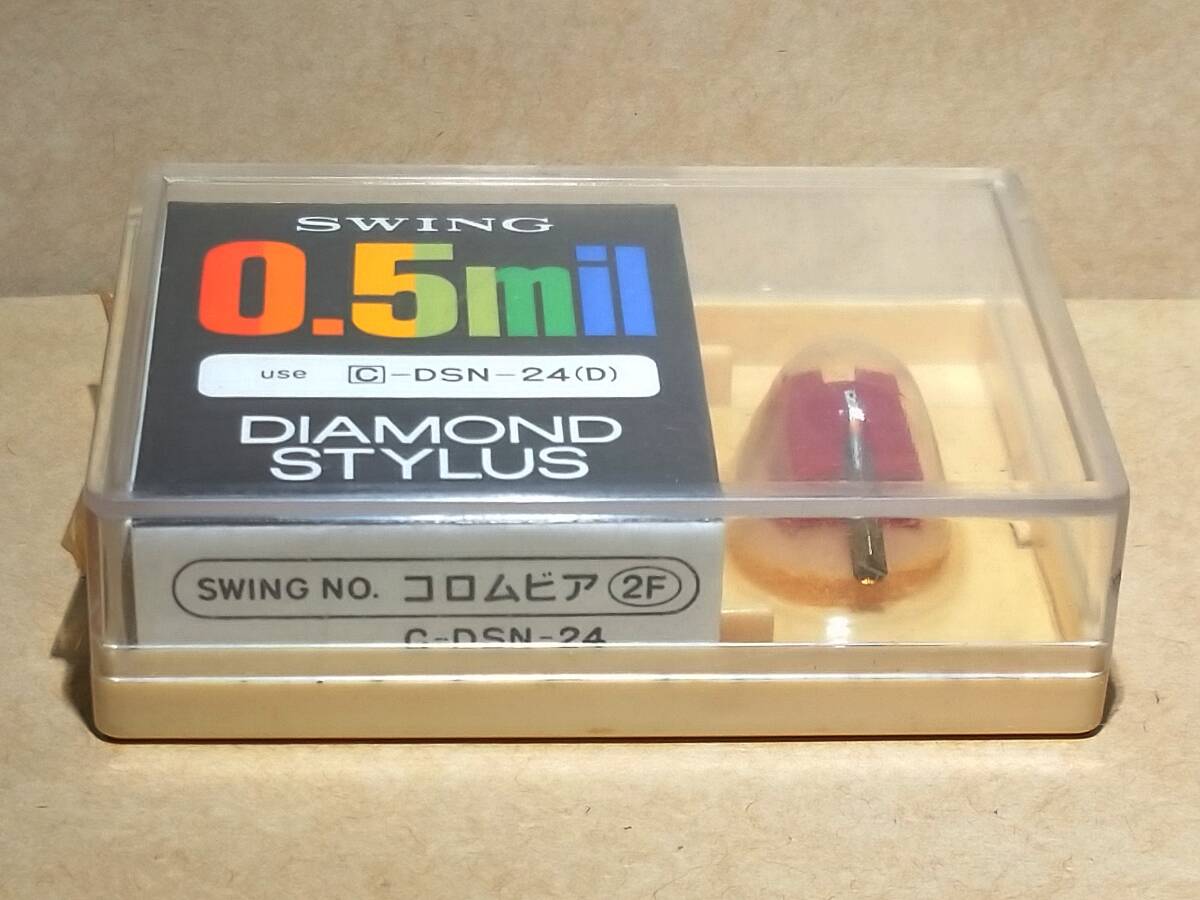 SWING
0.5mil
use C-DSN-24(D)
DIAMOND
STYLUS
SWING NO. コロムビア 2F
C-DSN-24